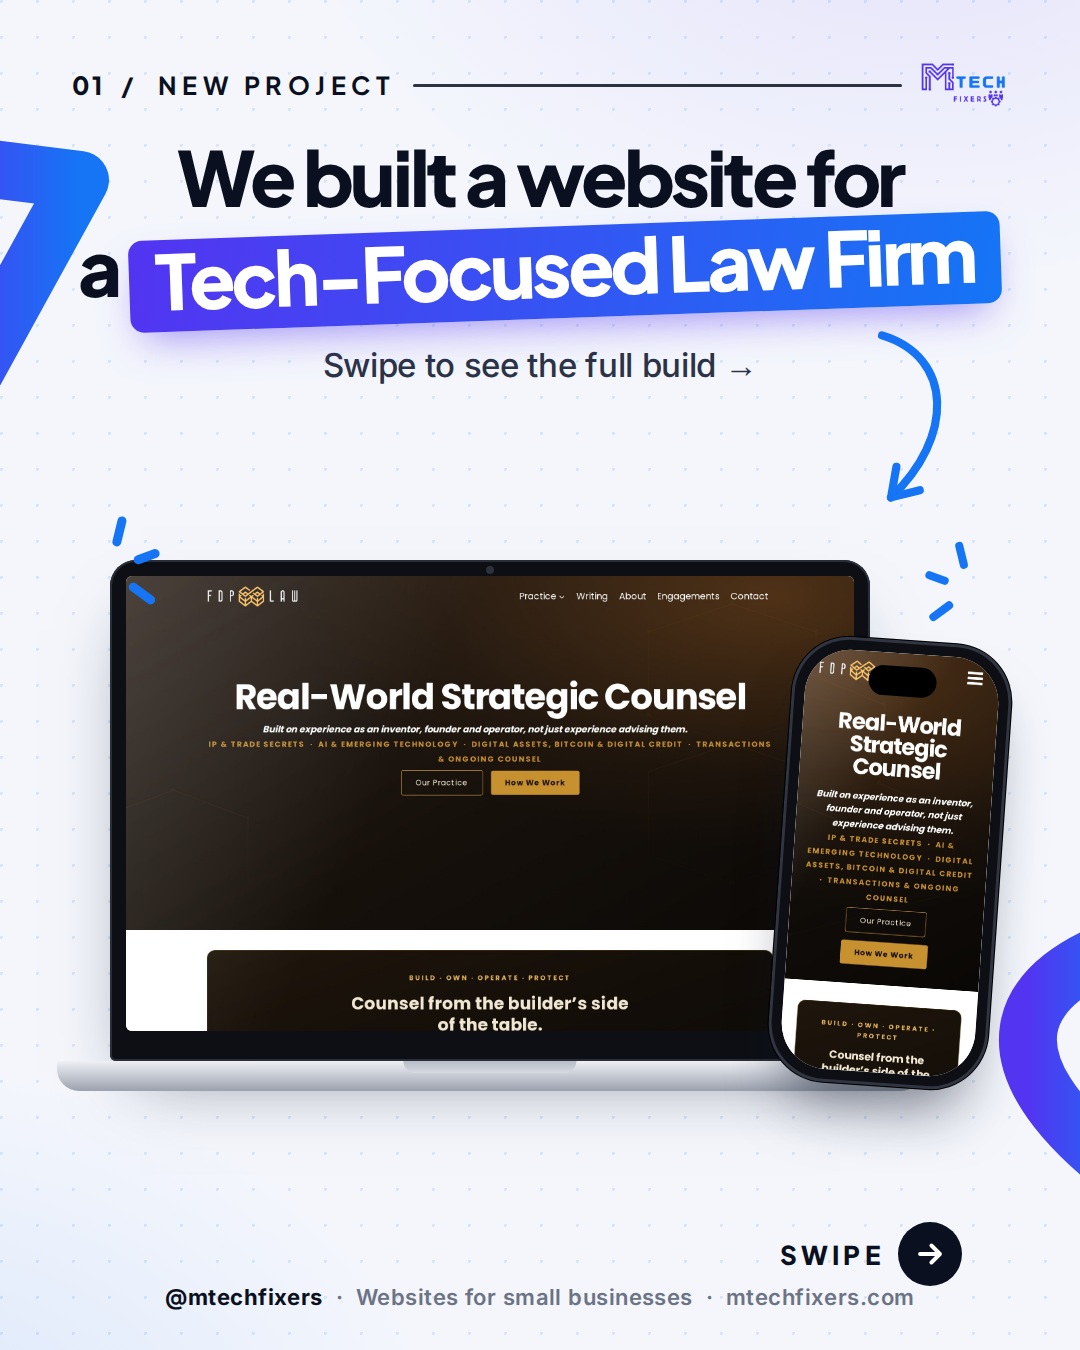 01 / NEW PROJECT
MTECH
FIXERS
We built a website for
a Tech-Focused Law Firm
Swipe to see the full build →
FDP LAW
Practice Writing About Engagements Contact
Real-World Strategic Counsel
Built on experience as an inventor, founder and operator, not just experience advising them.
IP & TRADE SECRETS · AI & EMERGING TECHNOLOGY · DIGITAL ASSETS, BITCOIN & DIGITAL CREDIT · TRANSACTIONS
& ONGOING COUNSEL
Our Practice How We Work
BUILD · OWN · OPERATE · PROTECT
Counsel from the builder’s side
of the table.
FDP
Real-World
Strategic
Counsel
Built on experience as an inventor,
founder and operator, not just
experience advising them.
IP & TRADE SECRETS · AI &
EMERGING TECHNOLOGY · DIGITAL
ASSETS, BITCOIN & DIGITAL CREDIT
· TRANSACTIONS & ONGOING
COUNSEL
Our Practice
How We Work
BUILD · OWN · OPERATE ·
PROTECT
Counsel from the
builder’s side of the
SWIPE
@mtechfixers · Websites for small businesses · mtechfixers.com